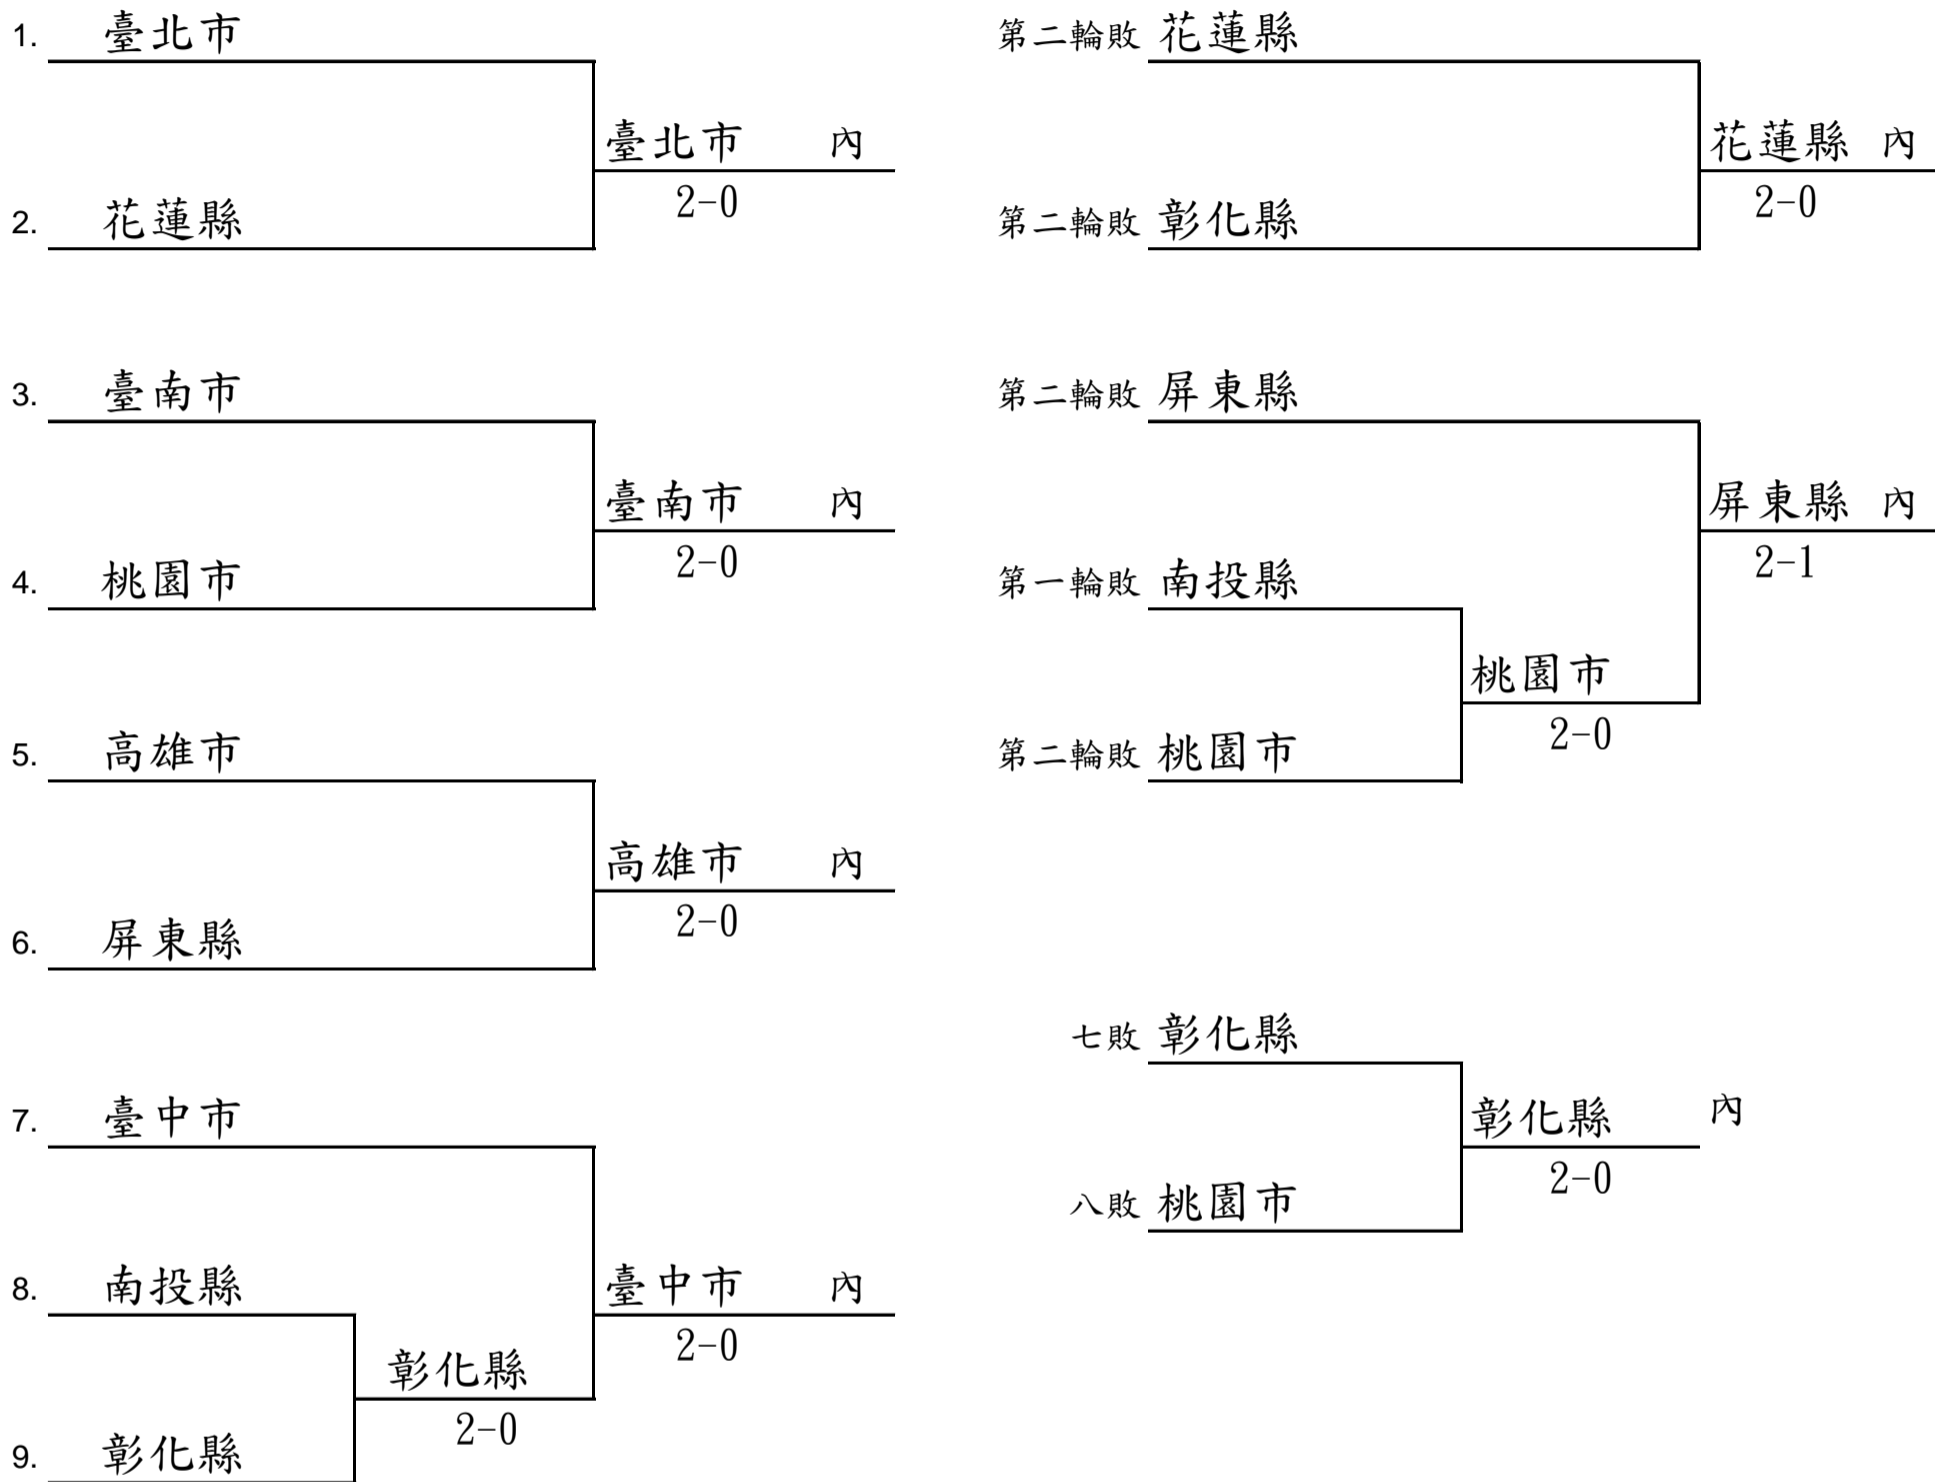 1. 臺北市
臺北市 內
2-0
2. 花蓮縣
3. 臺南市
臺南市 內
2-0
4. 桃園市
5. 高雄市
高雄市 內
2-0
6. 屏東縣
7. 臺中市
8. 南投縣
臺中市 內
2-0
彰化縣
2-0
9. 彰化縣
第二輪敗 花蓮縣
花蓮縣 內
2-0
第二輪敗 彰化縣
第二輪敗 屏東縣
屏東縣 內
2-1
第一輪敗 南投縣
桃園市
2-0
第二輪敗 桃園市
七敗 彰化縣
彰化縣 內
2-0
八敗 桃園市